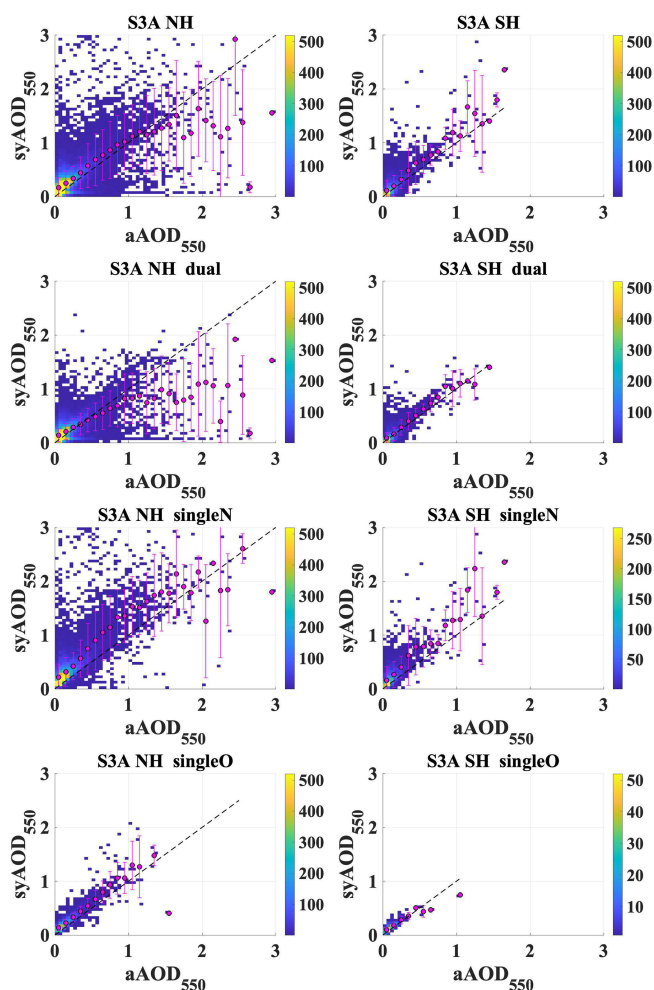 S3A NH
3
2
1
0
0 1 2 3
syAOD550
aAOD550
500
400
300
200
100
S3A SH
3
2
1
0
0 1 2 3
syAOD550
aAOD550
500
400
300
200
100
S3A NH dual
3
2
1
0
0 1 2 3
syAOD550
aAOD550
500
400
300
200
100
S3A SH dual
3
2
1
0
0 1 2 3
syAOD550
aAOD550
500
400
300
200
100
S3A NH singleN
3
2
1
0
0 1 2 3
syAOD550
aAOD550
500
400
300
200
100
S3A SH singleN
3
2
1
0
0 1 2 3
syAOD550
aAOD550
250
200
150
100
50
S3A NH singleO
3
2
1
0
0 1 2 3
syAOD550
aAOD550
500
400
300
200
100
S3A SH singleO
3
2
1
0
0 1 2 3
syAOD550
aAOD550
50
40
30
20
10